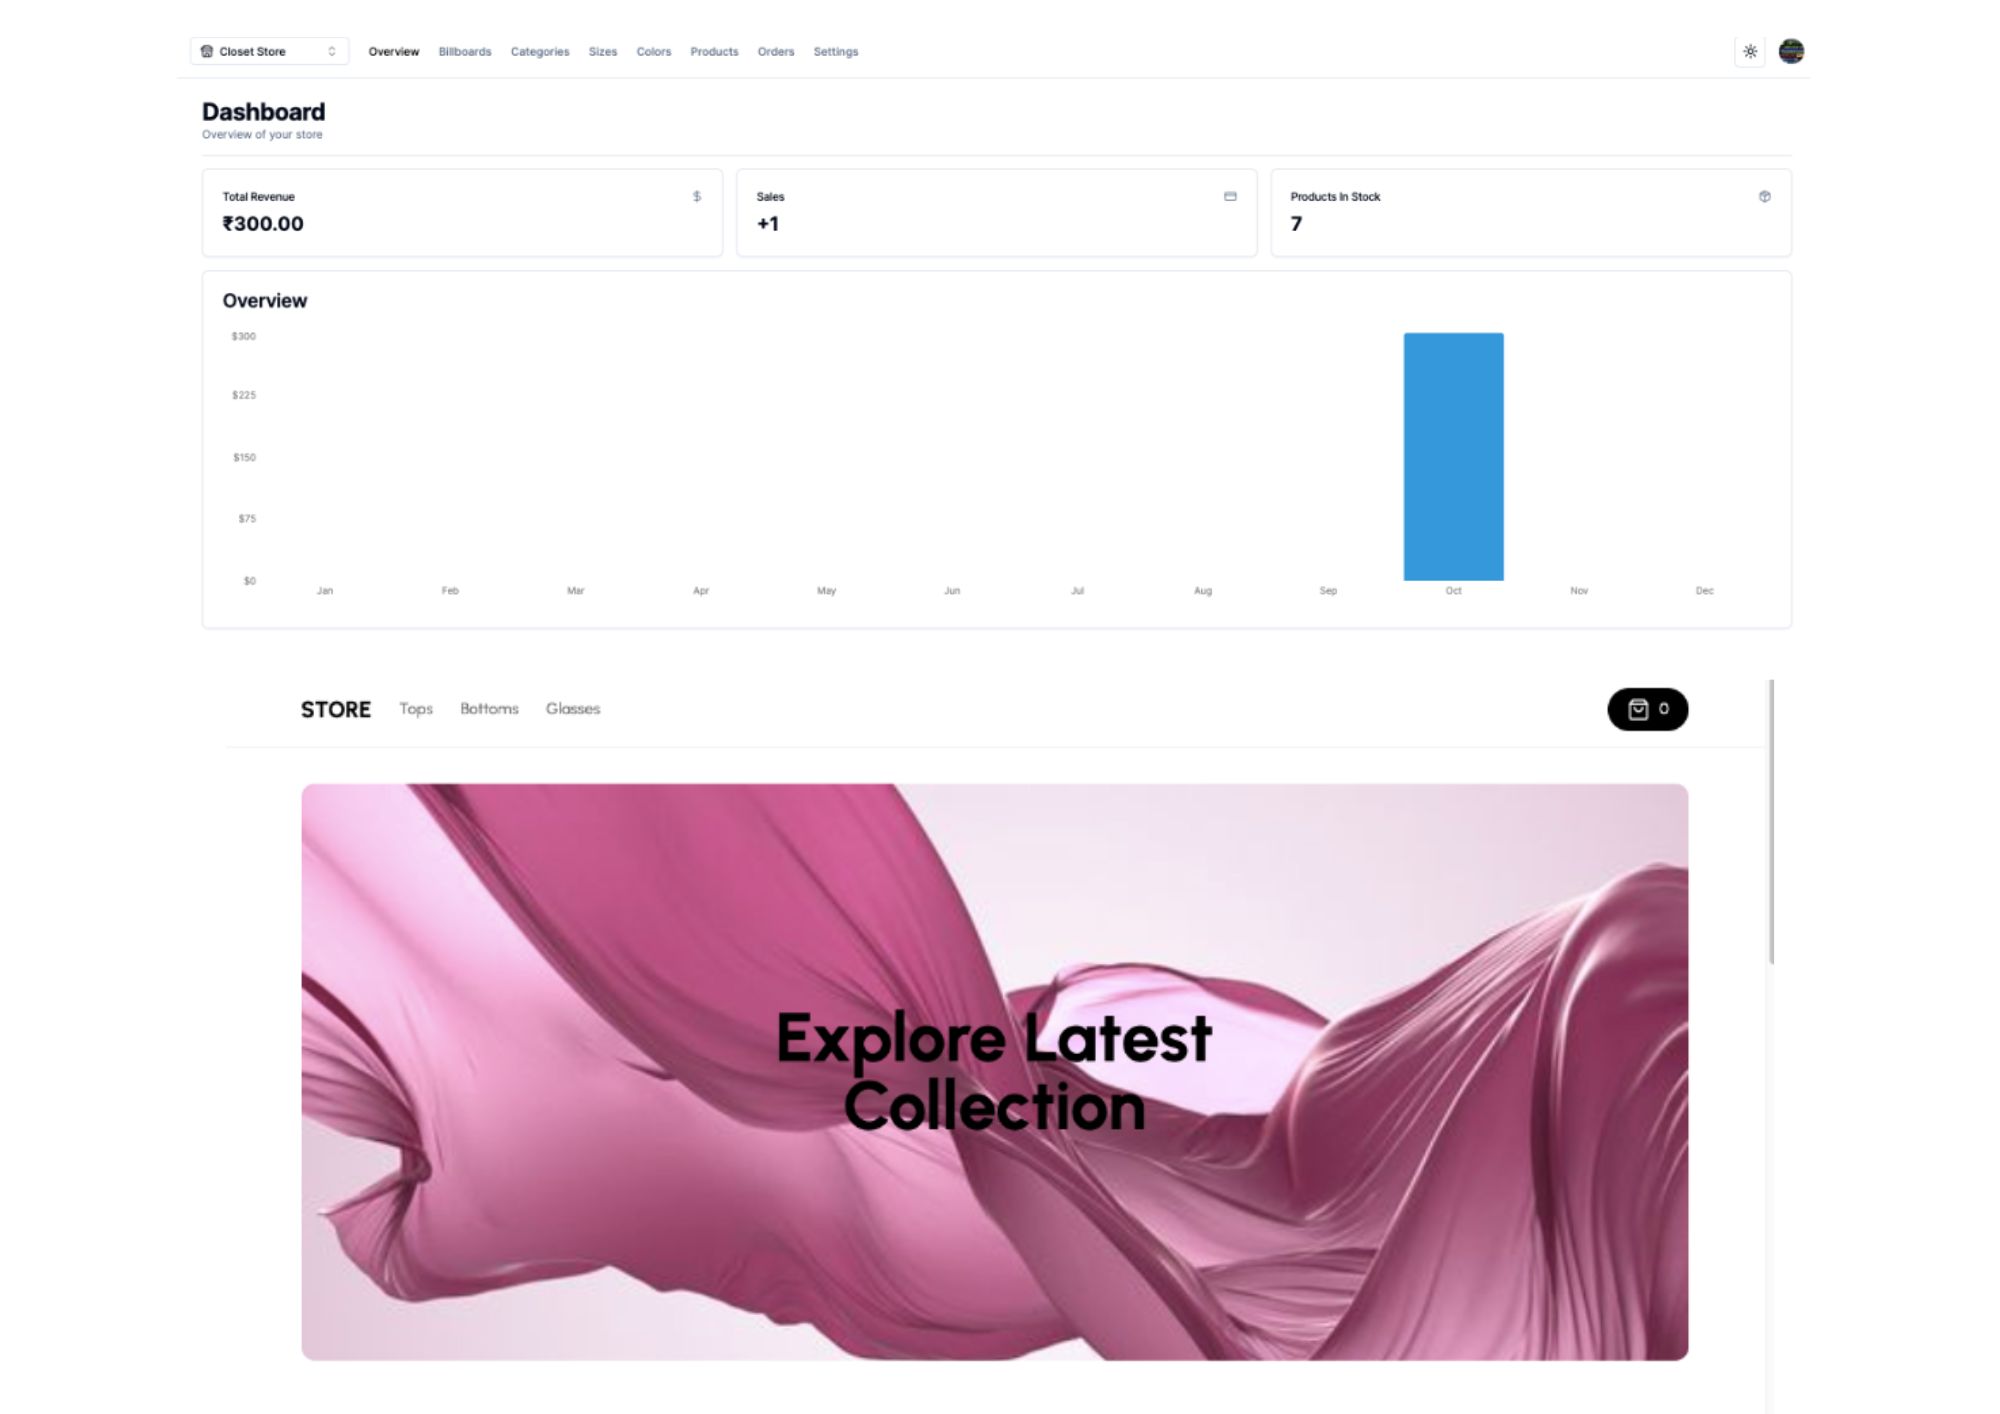 Closet Store Overview Billboards Categories Sizes Colors Products Orders Settings
Dashboard
Overview of your store
Total Revenue
₹300.00
Sales
+1
Products In Stock
7
Overview
$300
$225
$150
$75
$0
Jan Feb Mar Apr May Jun Jul Aug Sep Oct Nov Dec
STORE Tops Bottoms Glasses 0
Explore Latest
Collection